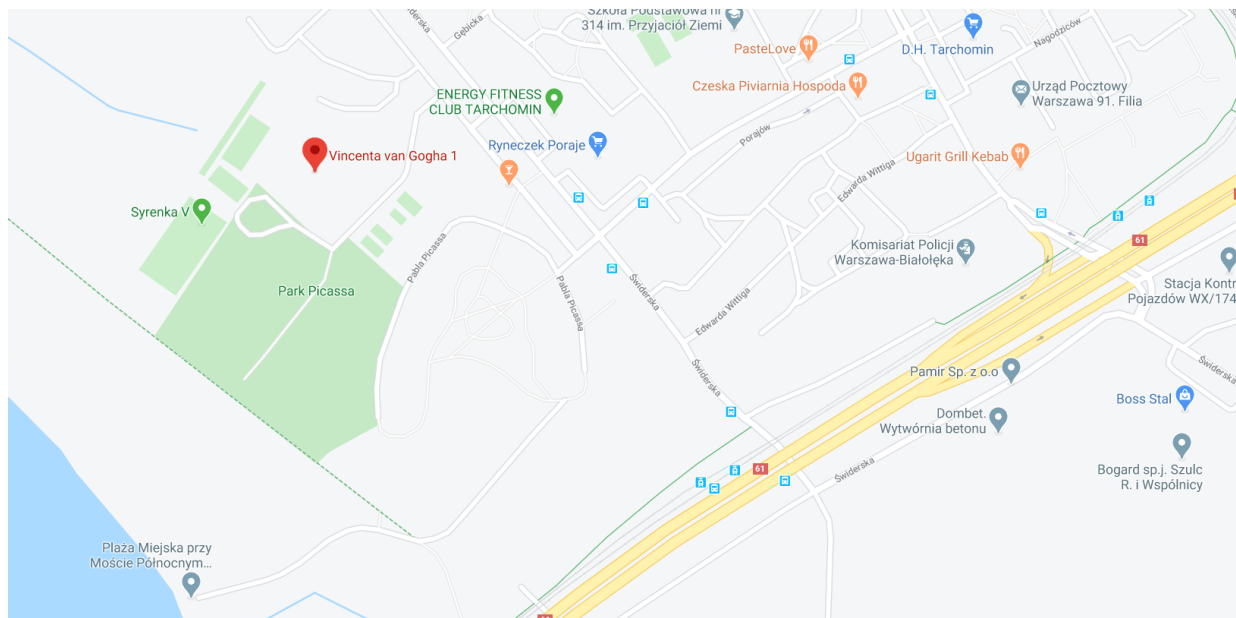 Szkoła Podstawowa nr
314 im. Przyjaciół Ziemi
Świderska
Gębicka
PasteLove
D.H. Tarchomin
Nagodziców
Czeska Piviarnia Hospoda
Urząd Pocztowy
Warszawa 91. Filia
ENERGY FITNESS
CLUB TARCHOMIN
Ryneczek Poraje
Porajów
Vincenta van Gogha 1
Ugarit Grill Kebab
Edwarda Wittiga
Syrenka V
Pabla Picassa
Komisariat Policji
Warszawa-Białołęka
61
Park Picassa
Pabla Picassa
Świderska
Edwarda Wittiga
Stacja Kontr
Pojazdów WX/174
Świderska
Pamir Sp. z o.o
Świderska
Boss Stal
Dombet.
Wytwórnia betonu
61
Świderska
Bogard sp.j. Szulc
R. i Wspólnicy
Plaża Miejska przy
Moście Północnym...